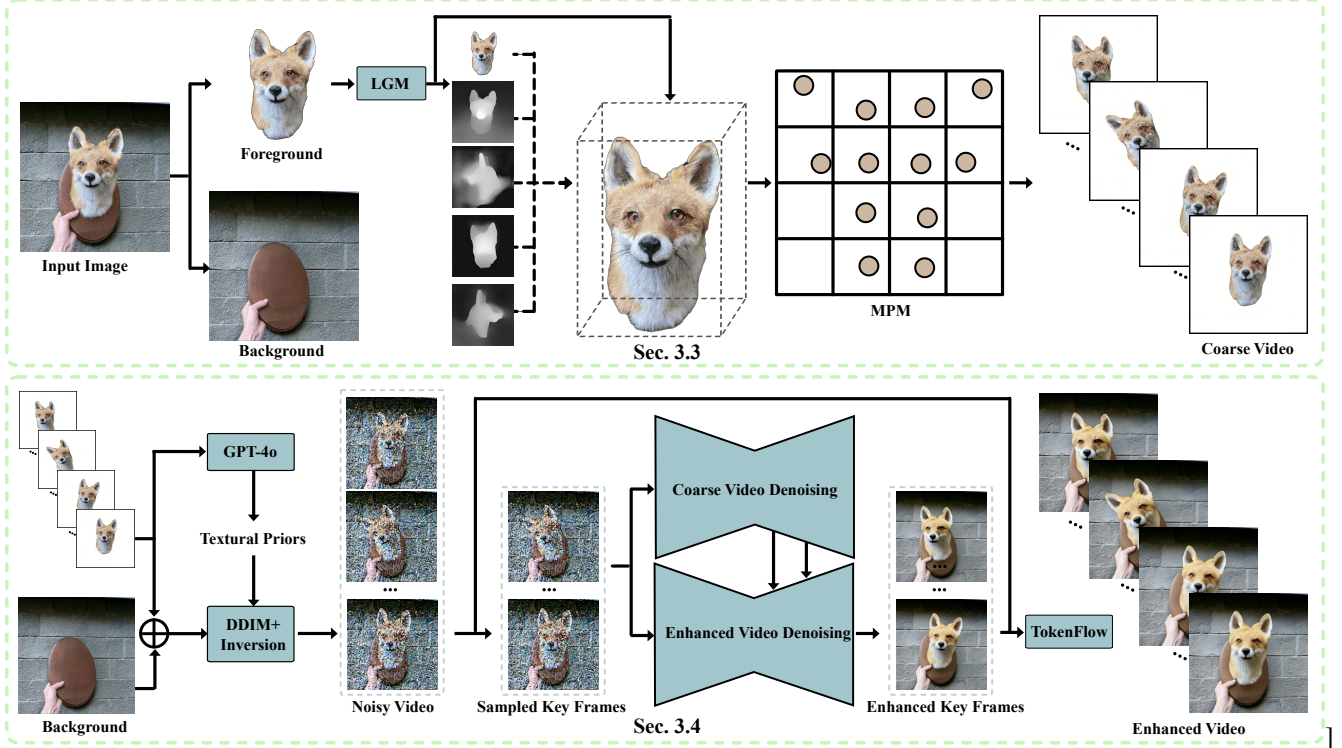 LGM
Foreground
Input Image
Background
MPM
Coarse Video
Sec. 3.3
GPT-4o
Textural Priors
DDIM+
Inversion
Background
Noisy Video
Sampled Key Frames
Coarse Video Denoising
Enhanced Video Denoising
Enhanced Key Frames
TokenFlow
Enhanced Video
Sec. 3.4
]